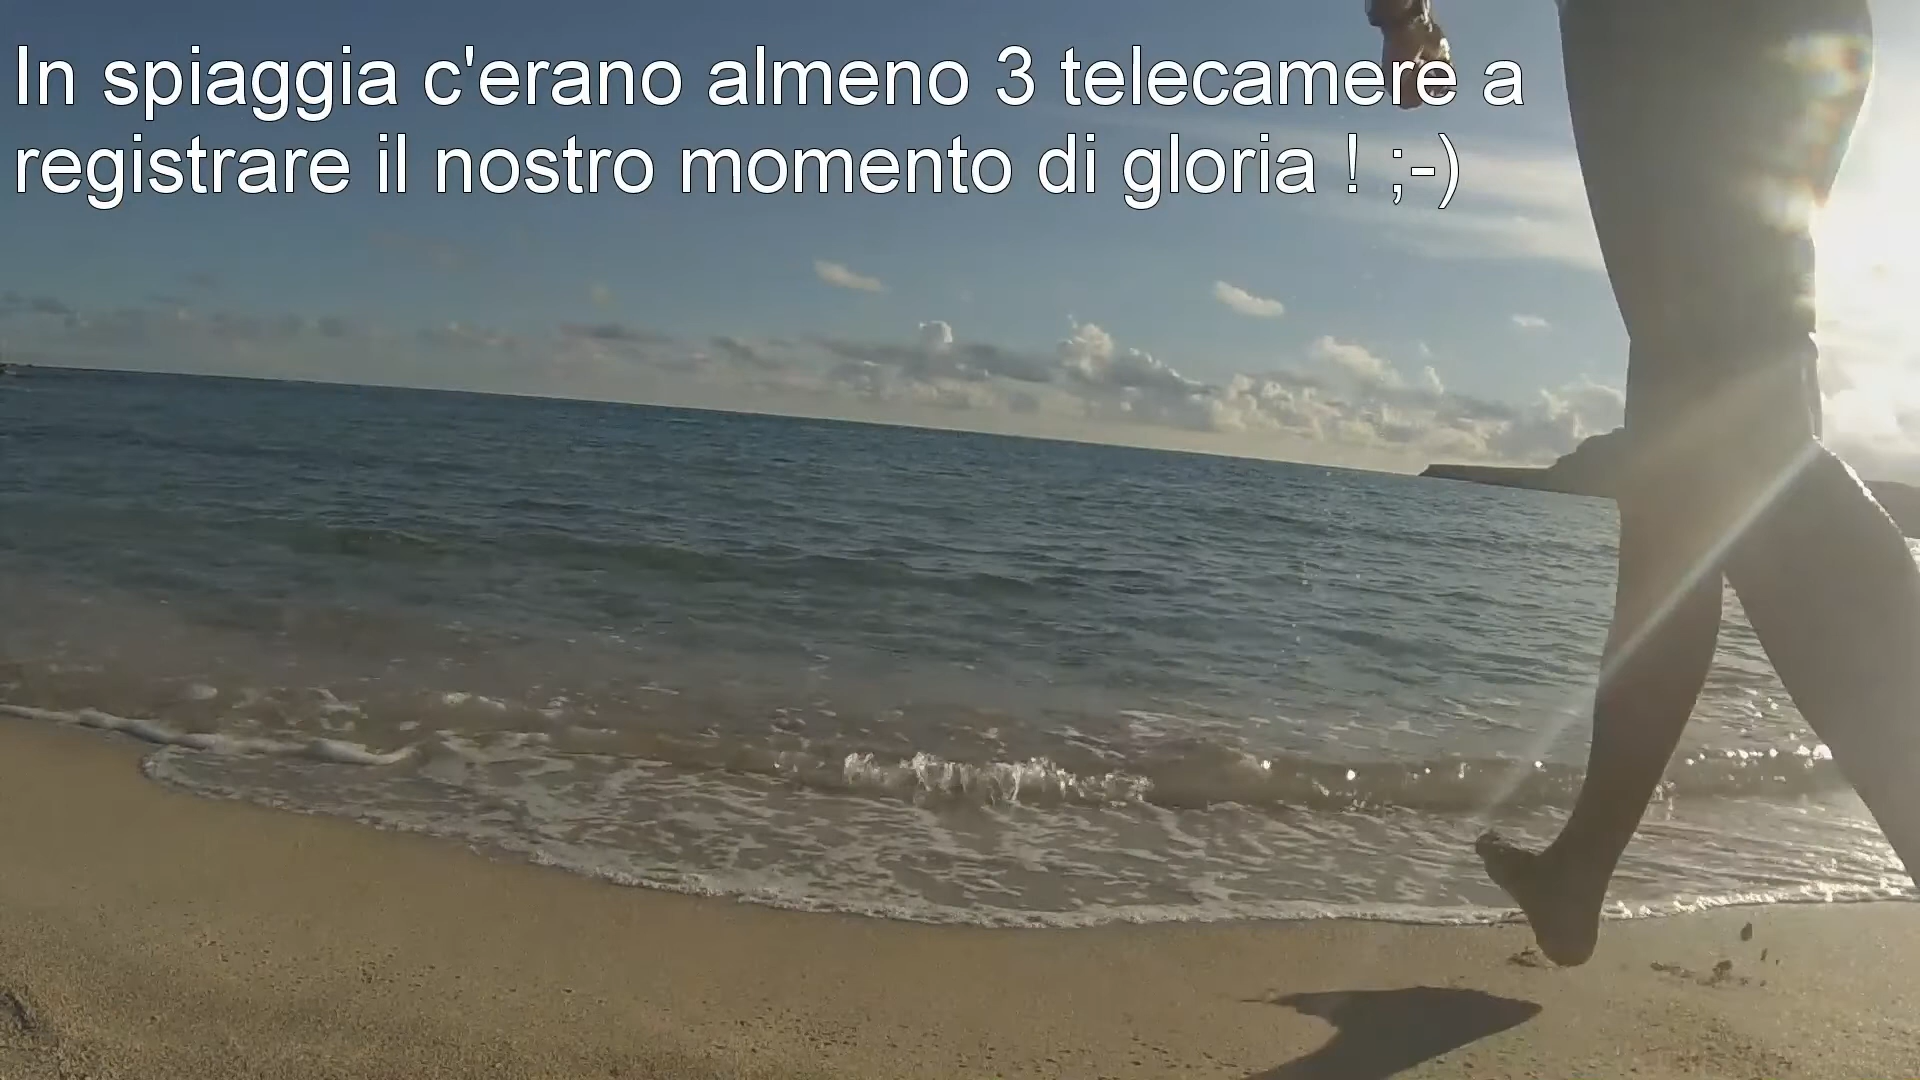 In spiaggia c'erano almeno 3 telecamere a
registrare il nostro momento di gloria ! ;-)